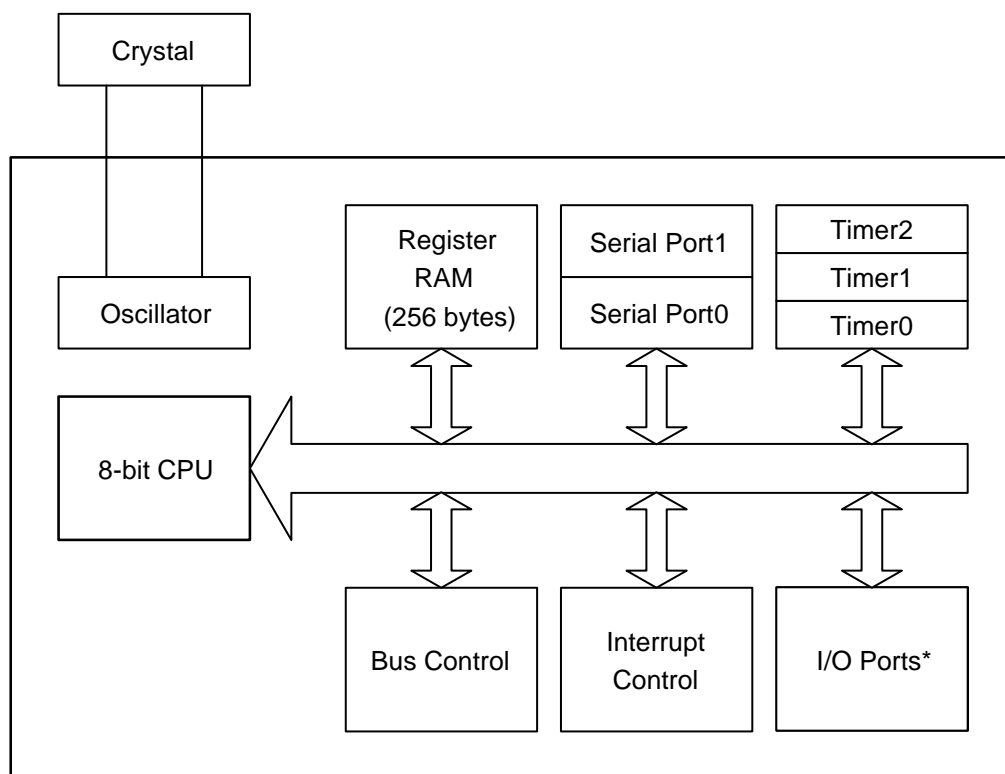 Crystal
Oscillator
Register
RAM
(256 bytes)
Serial Port1
Serial Port0
Timer2
Timer1
Timer0
8-bit CPU
Bus Control
Interrupt
Control
I/O Ports*